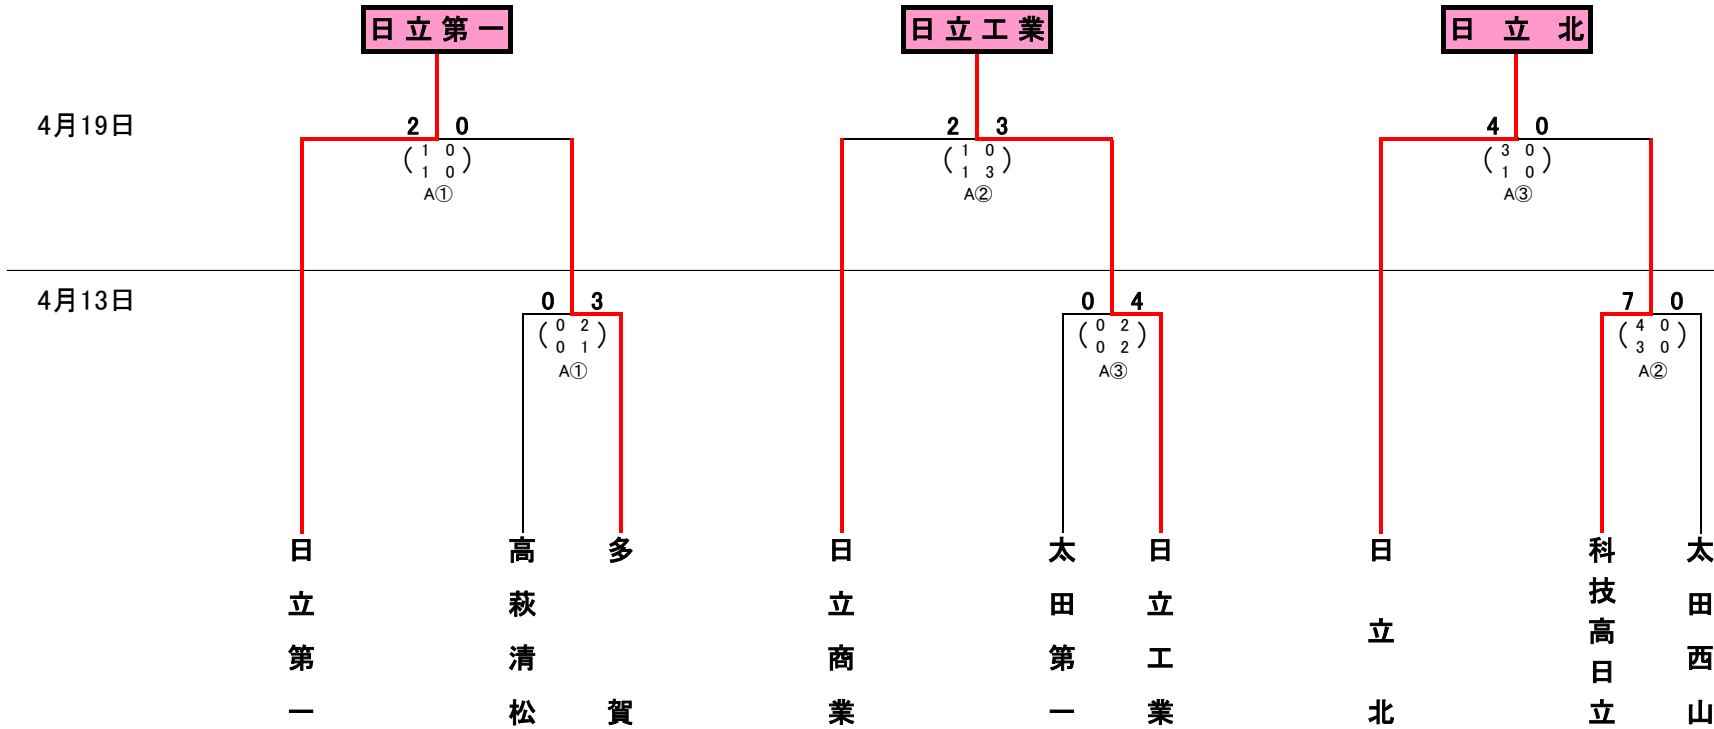 日立第一 日立工業 日立北
4月19日
2 0 2 3 4 0
( 1 0 ) ( 1 0 ) ( 3 0 )
1 0 1 3 1 0
A① A② A③
4月13日
0 3 0 4 7 0
( 0 2 ) ( 0 2 ) ( 4 0 )
0 1 0 2 3 0
A① A③ A②
日立第一
高萩清松
多賀
日立商業
太田第一
日立工業
日立北
科技高日立
太田西山